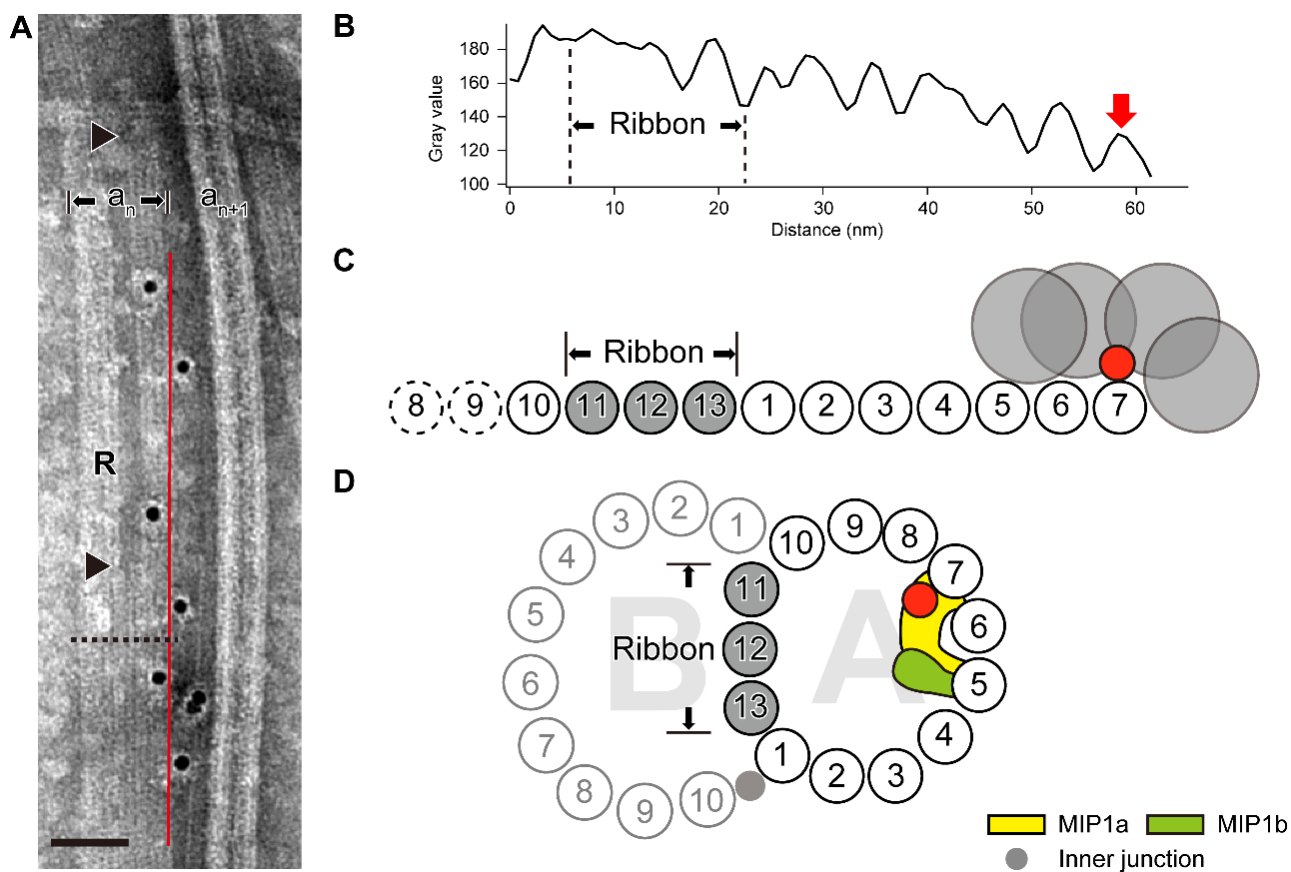 A
a_n
a_n+1
R
B
Gray value
180
160
140
120
100
Ribbon
0
10
20
30
40
50
60
Distance (nm)
C
Ribbon
8 9 10 11 12 13 1 2 3 4 5 6 7
D
3 2 1 10 9 8
4 11 7
5 B Ribbon 12 A 6
6 13 5
7 1 4
8 9 10 2 3
MIP1a MIP1b
Inner junction